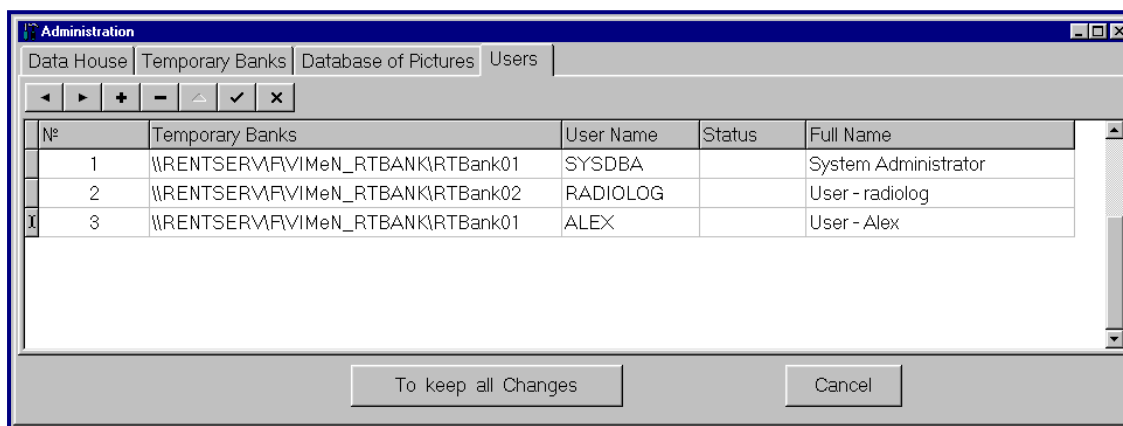 Administration
Data House Temporary Banks Database of Pictures Users
№ Temporary Banks User Name Status Full Name
1 \\RENTSERV\F\VIMeN_RTBANK\RTBank01 SYSDBA System Administrator
2 \\RENTSERV\F\VIMeN_RTBANK\RTBank02 RADIOLOG User - radiolog
3 \\RENTSERV\F\VIMeN_RTBANK\RTBank01 ALEX User - Alex
To keep all Changes Cancel